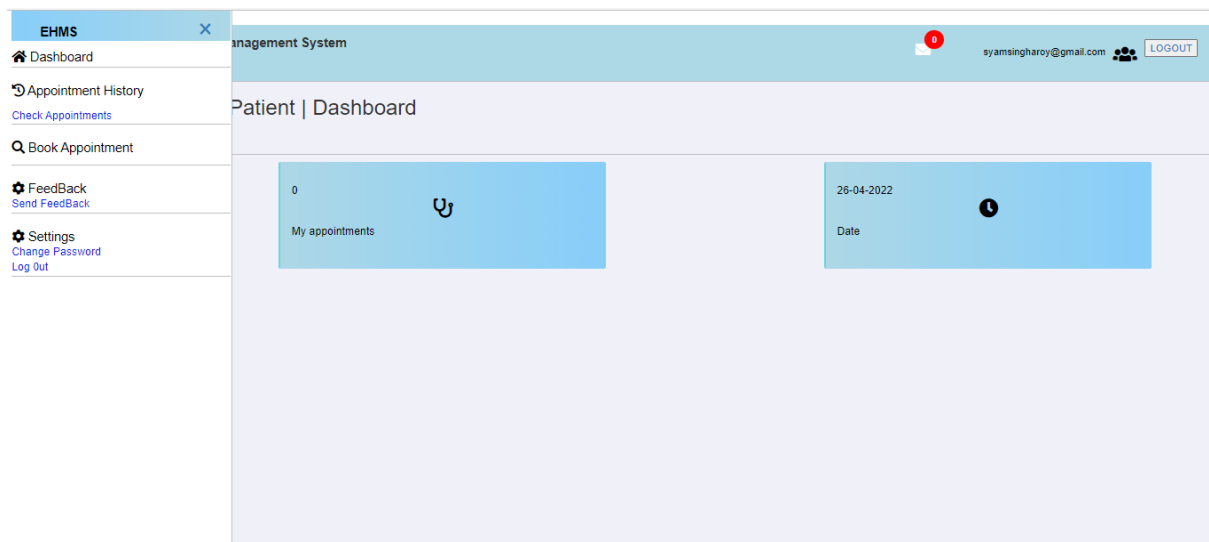 EHMS ×
Dashboard
Appointment History
Check Appointments
Book Appointment
FeedBack
Send FeedBack
Settings
Change Password
Log 0ut
anagement System
0
syamsingharoy@gmail.com
LOGOUT
Patient | Dashboard
0
My appointments
26-04-2022
Date